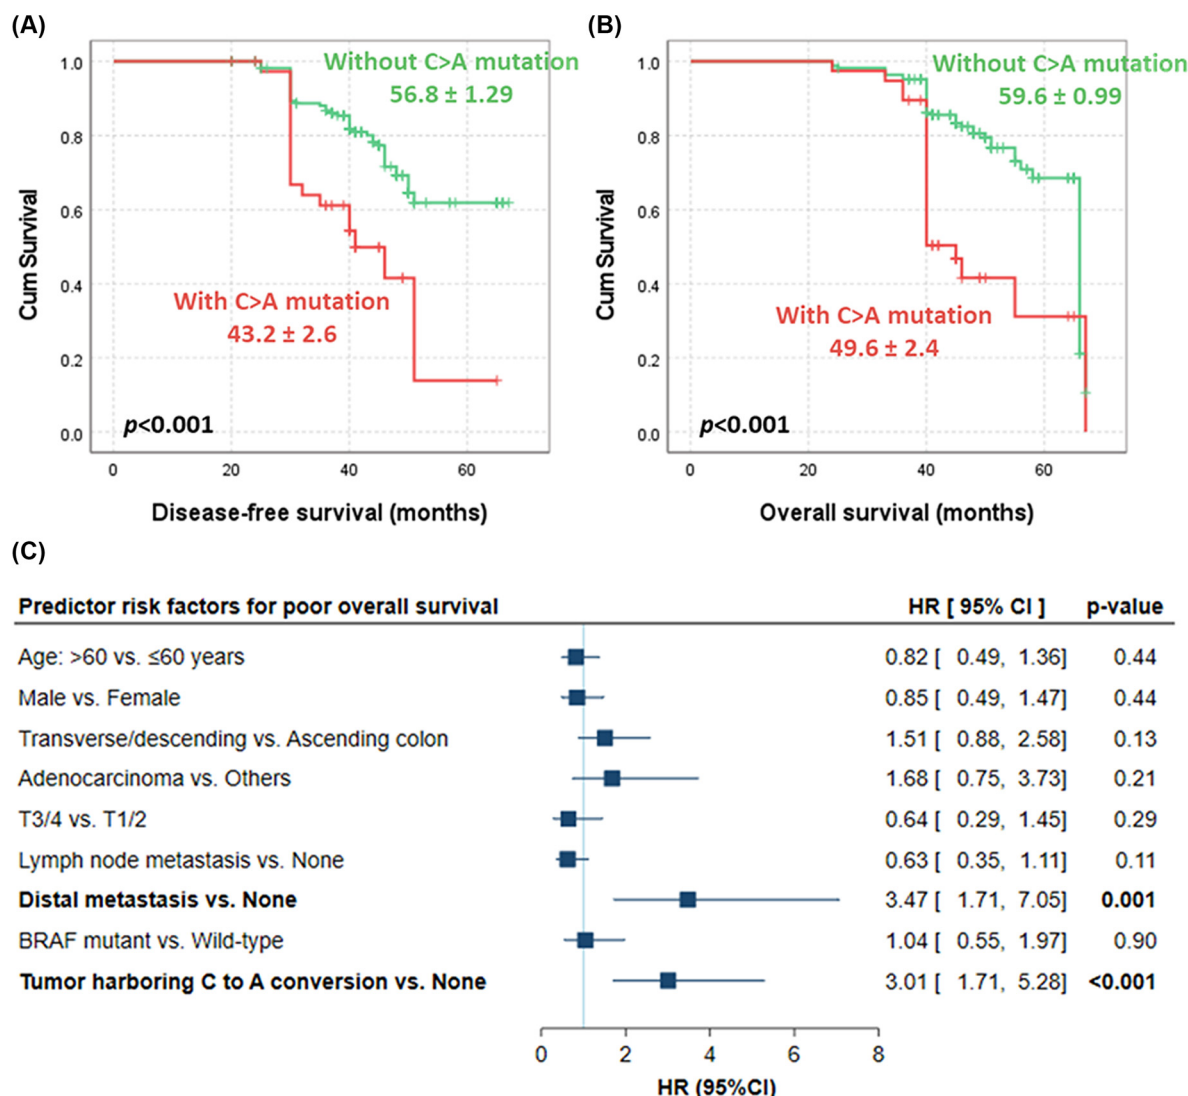 (A)
Without C>A mutation
56.8 ± 1.29
With C>A mutation
43.2 ± 2.6
p<0.001
Cum Survival
1.0
0.8
0.6
0.4
0.2
0.0
0 20 40 60
Disease-free survival (months)
(B)
Without C>A mutation
59.6 ± 0.99
With C>A mutation
49.6 ± 2.4
p<0.001
Cum Survival
1.0
0.8
0.6
0.4
0.2
0.0
0 20 40 60
Overall survival (months)
(C)
Predictor risk factors for poor overall survival HR [ 95% CI ] p-value
Age: >60 vs. ≤60 years 0.82 [ 0.49, 1.36] 0.44
Male vs. Female 0.85 [ 0.49, 1.47] 0.44
Transverse/descending vs. Ascending colon 1.51 [ 0.88, 2.58] 0.13
Adenocarcinoma vs. Others 1.68 [ 0.75, 3.73] 0.21
T3/4 vs. T1/2 0.64 [ 0.29, 1.45] 0.29
Lymph node metastasis vs. None 0.63 [ 0.35, 1.11] 0.11
Distal metastasis vs. None 3.47 [ 1.71, 7.05] 0.001
BRAF mutant vs. Wild-type 1.04 [ 0.55, 1.97] 0.90
Tumor harboring C to A conversion vs. None 3.01 [ 1.71, 5.28] <0.001
0 2 4 6 8
HR (95%CI)